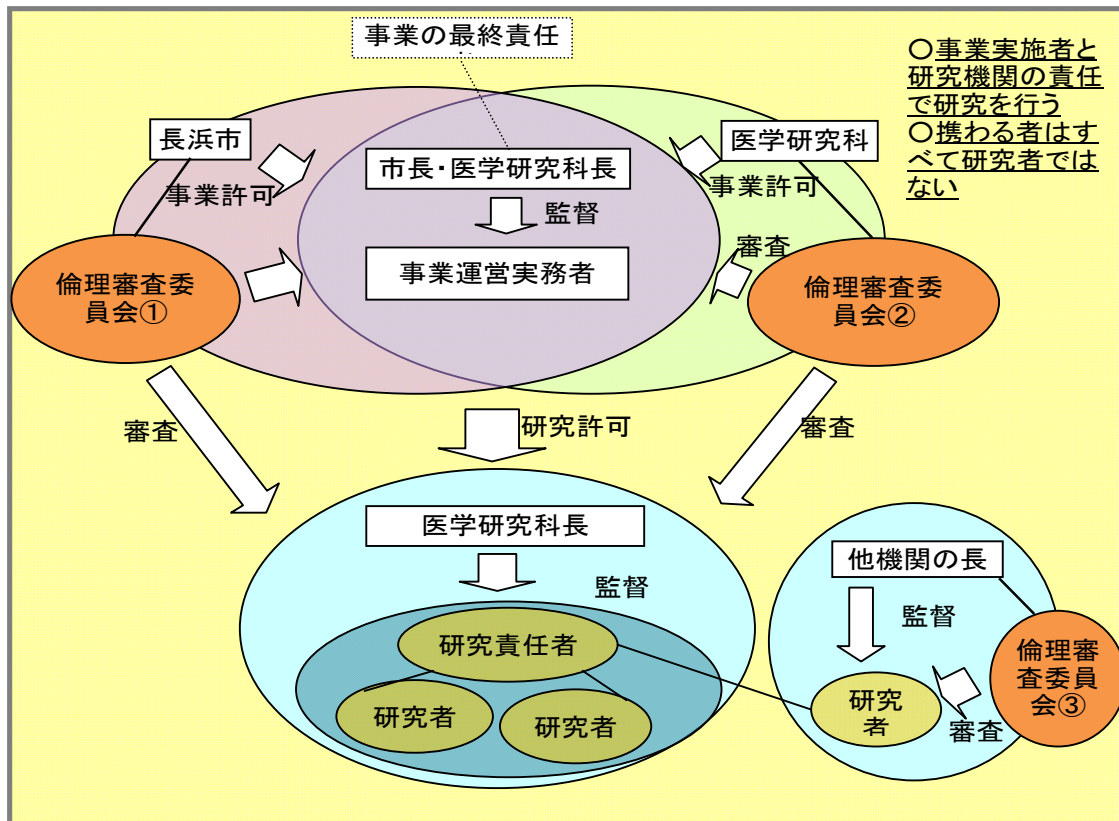 事業の最終責任
〇事業実施者と
研究機関の責任
で研究を行う
〇携わる者はす
べて研究者では
ない
長浜市
医学研究科
市長・医学研究科長
事業許可
事業許可
監督
審査
事業運営実務者
倫理審査委
員会①
倫理審査委
員会②
審査
研究許可
審査
医学研究科長
他機関の長
監督
監督
研究責任者
倫理審
査委員
会③
研究者
研究者
研究
者
審査